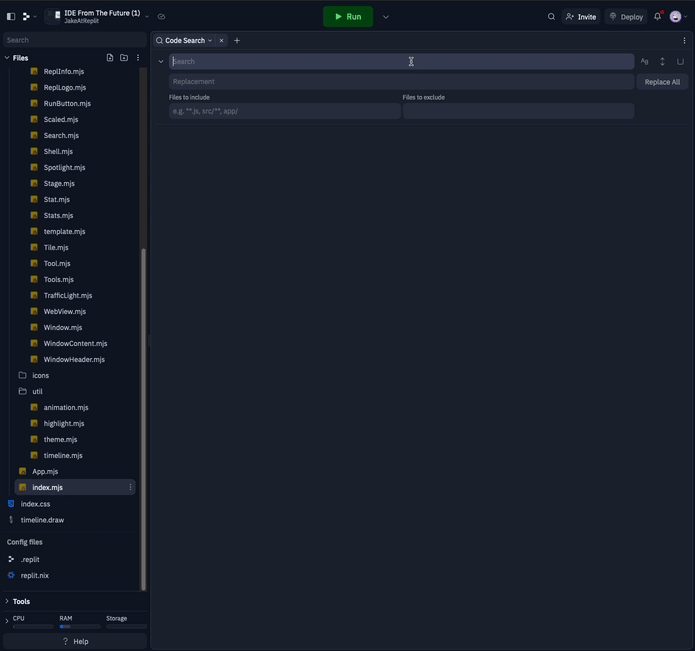 IDE From The Future (1)
JakeAtReplit
Run
Invite
Deploy
Search
Files
ReplInfo.mjs
ReplLogo.mjs
RunButton.mjs
Scaled.mjs
Search.mjs
Shell.mjs
Spotlight.mjs
Stage.mjs
Stat.mjs
Stats.mjs
template.mjs
Tile.mjs
Tool.mjs
Tools.mjs
TrafficLight.mjs
WebView.mjs
Window.mjs
WindowContent.mjs
WindowHeader.mjs
icons
util
animation.mjs
highlight.mjs
theme.mjs
timeline.mjs
App.mjs
index.mjs
index.css
timeline.draw
Config files
.replit
replit.nix
Tools
CPU RAM Storage
? Help
Code Search
Search
Ag
Replacement
Replace All
Files to include Files to exclude
e.g. **.js, src/**, app/